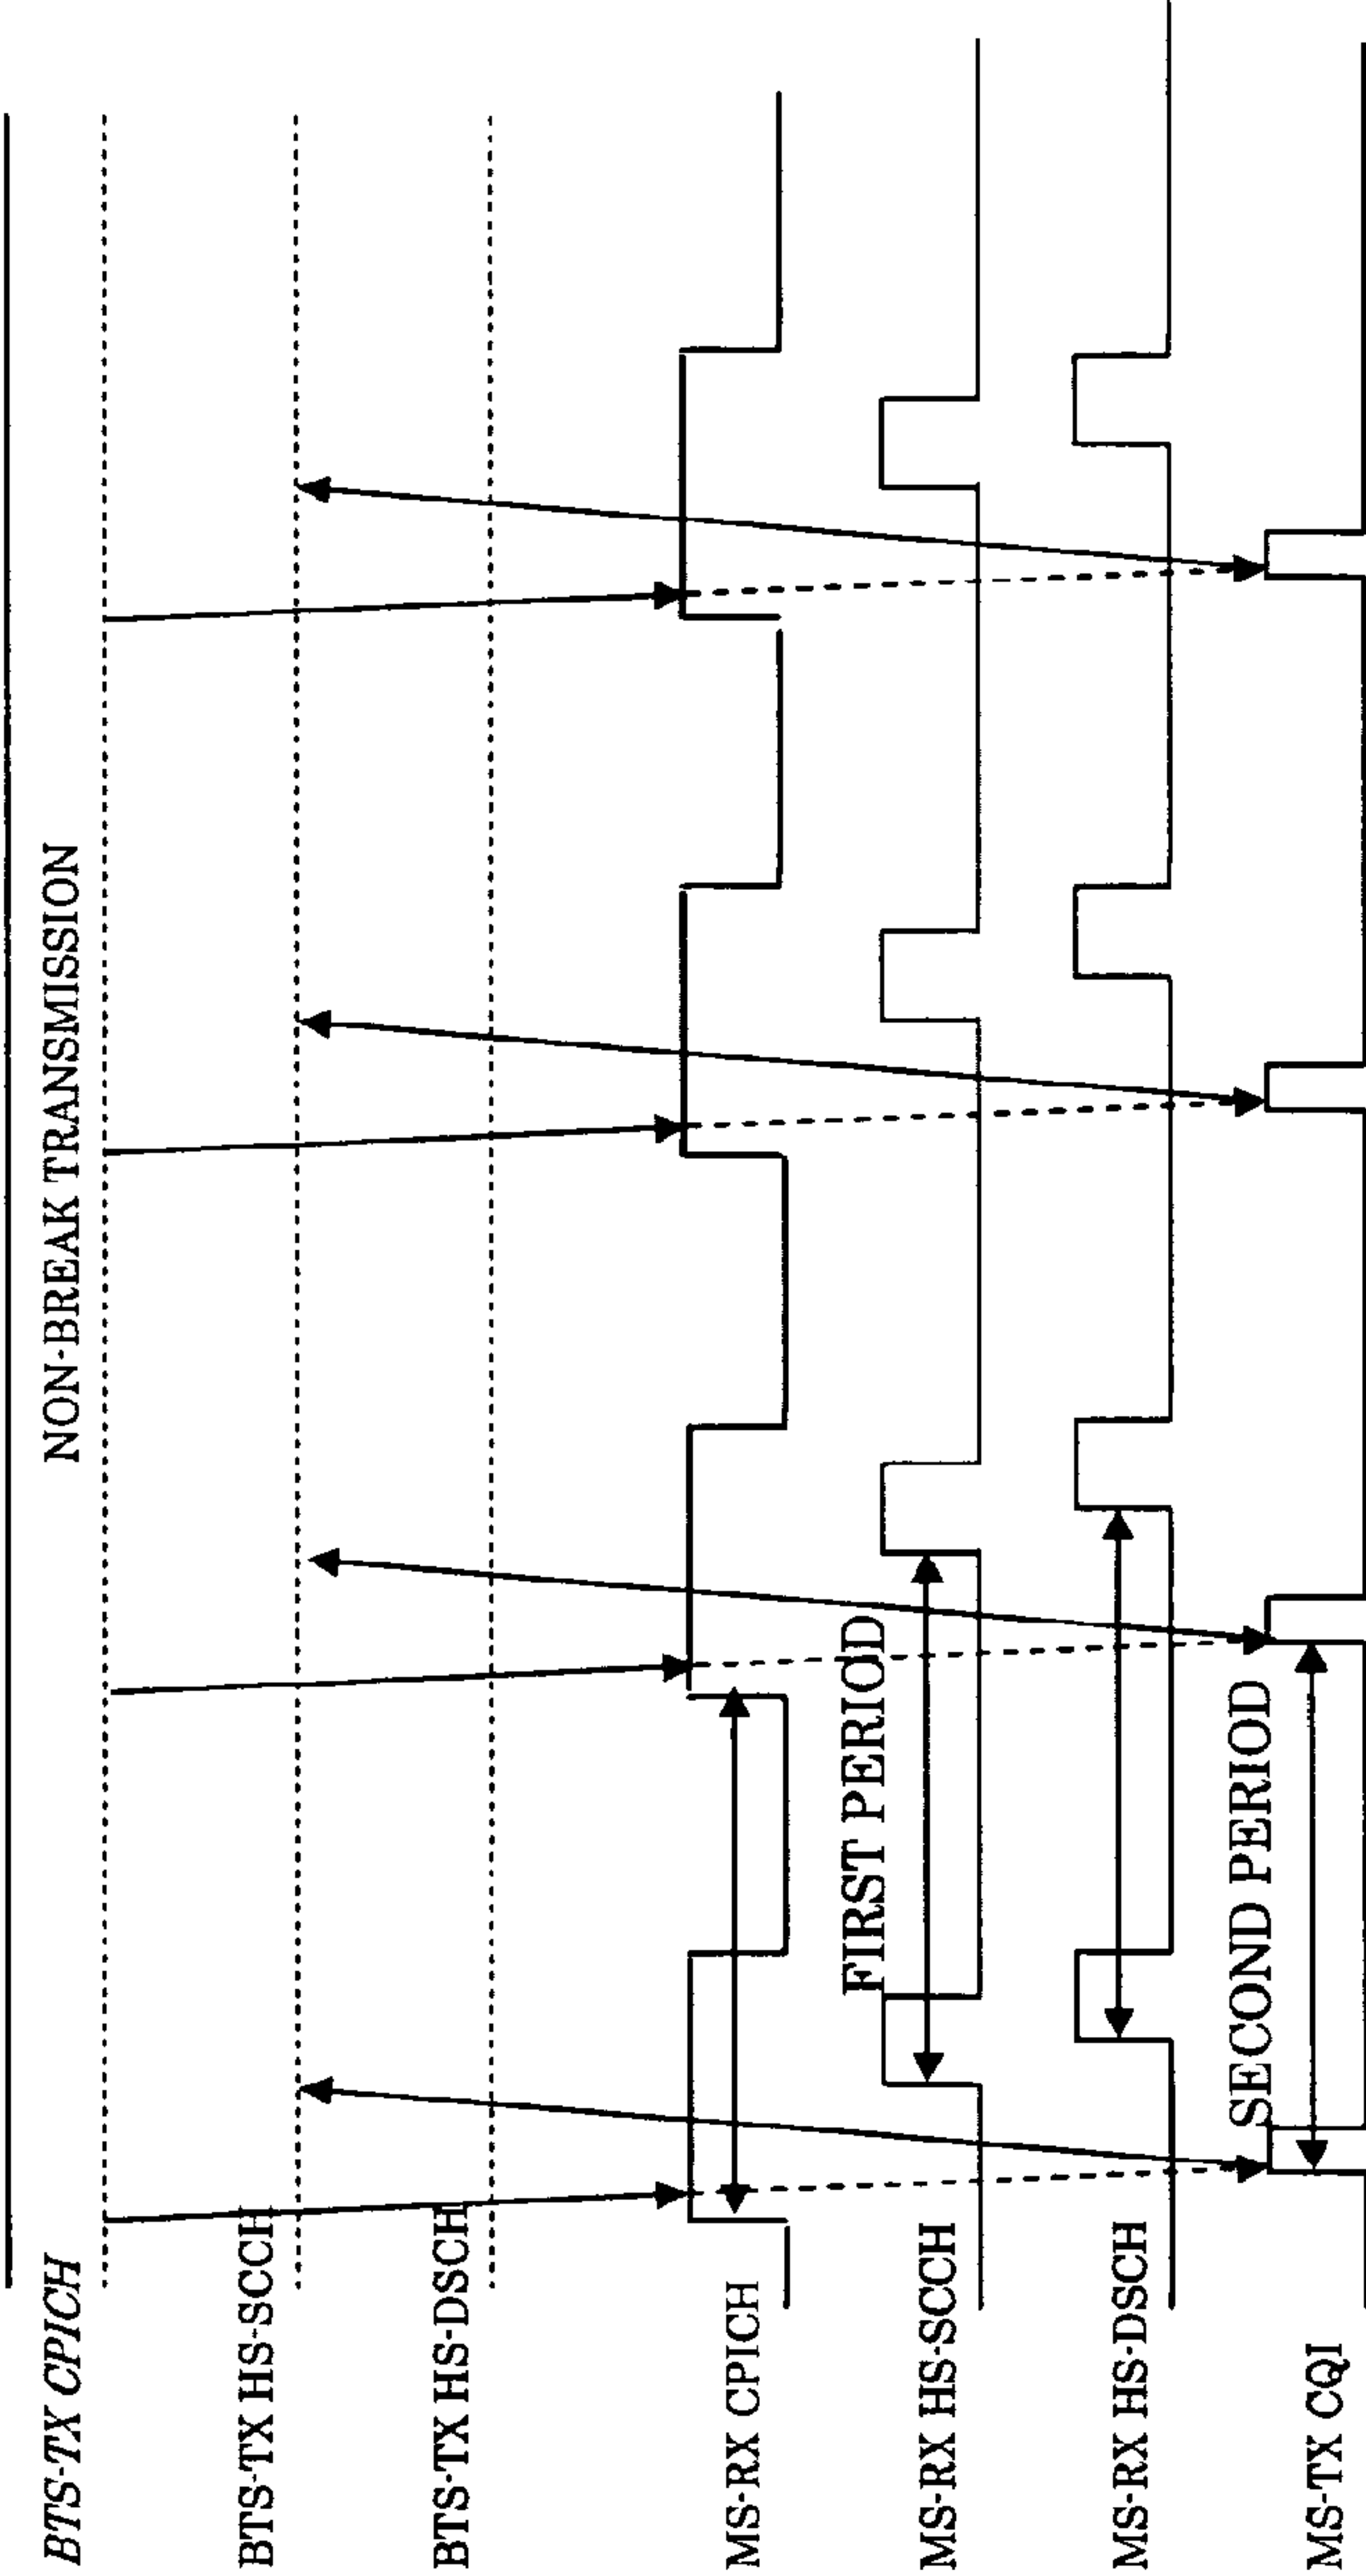 BTS-TX CPICH
NON-BREAK TRANSMISSION
BTS-TX HS-SCCH
BTS-TX HS-DSCH
MS-RX CPICH
FIRST PERIOD
MS-RX HS-SCCH
MS-RX HS-DSCH
SECOND PERIOD
MS-TX CQI